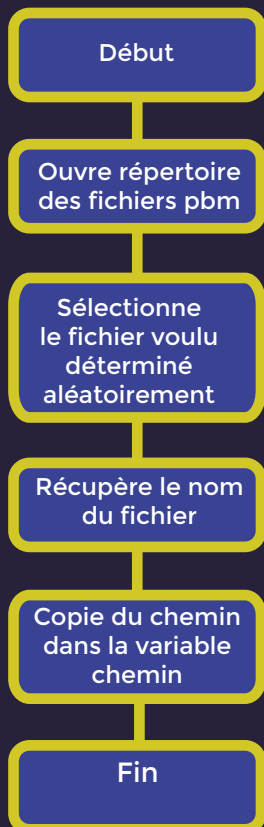 Début
Ouvre répertoire
des fichiers pbm
Sélectionne
le fichier voulu
déterminé
aléatoirement
Récupère le nom
du fichier
Copie du chemin
dans la variable
chemin
Fin